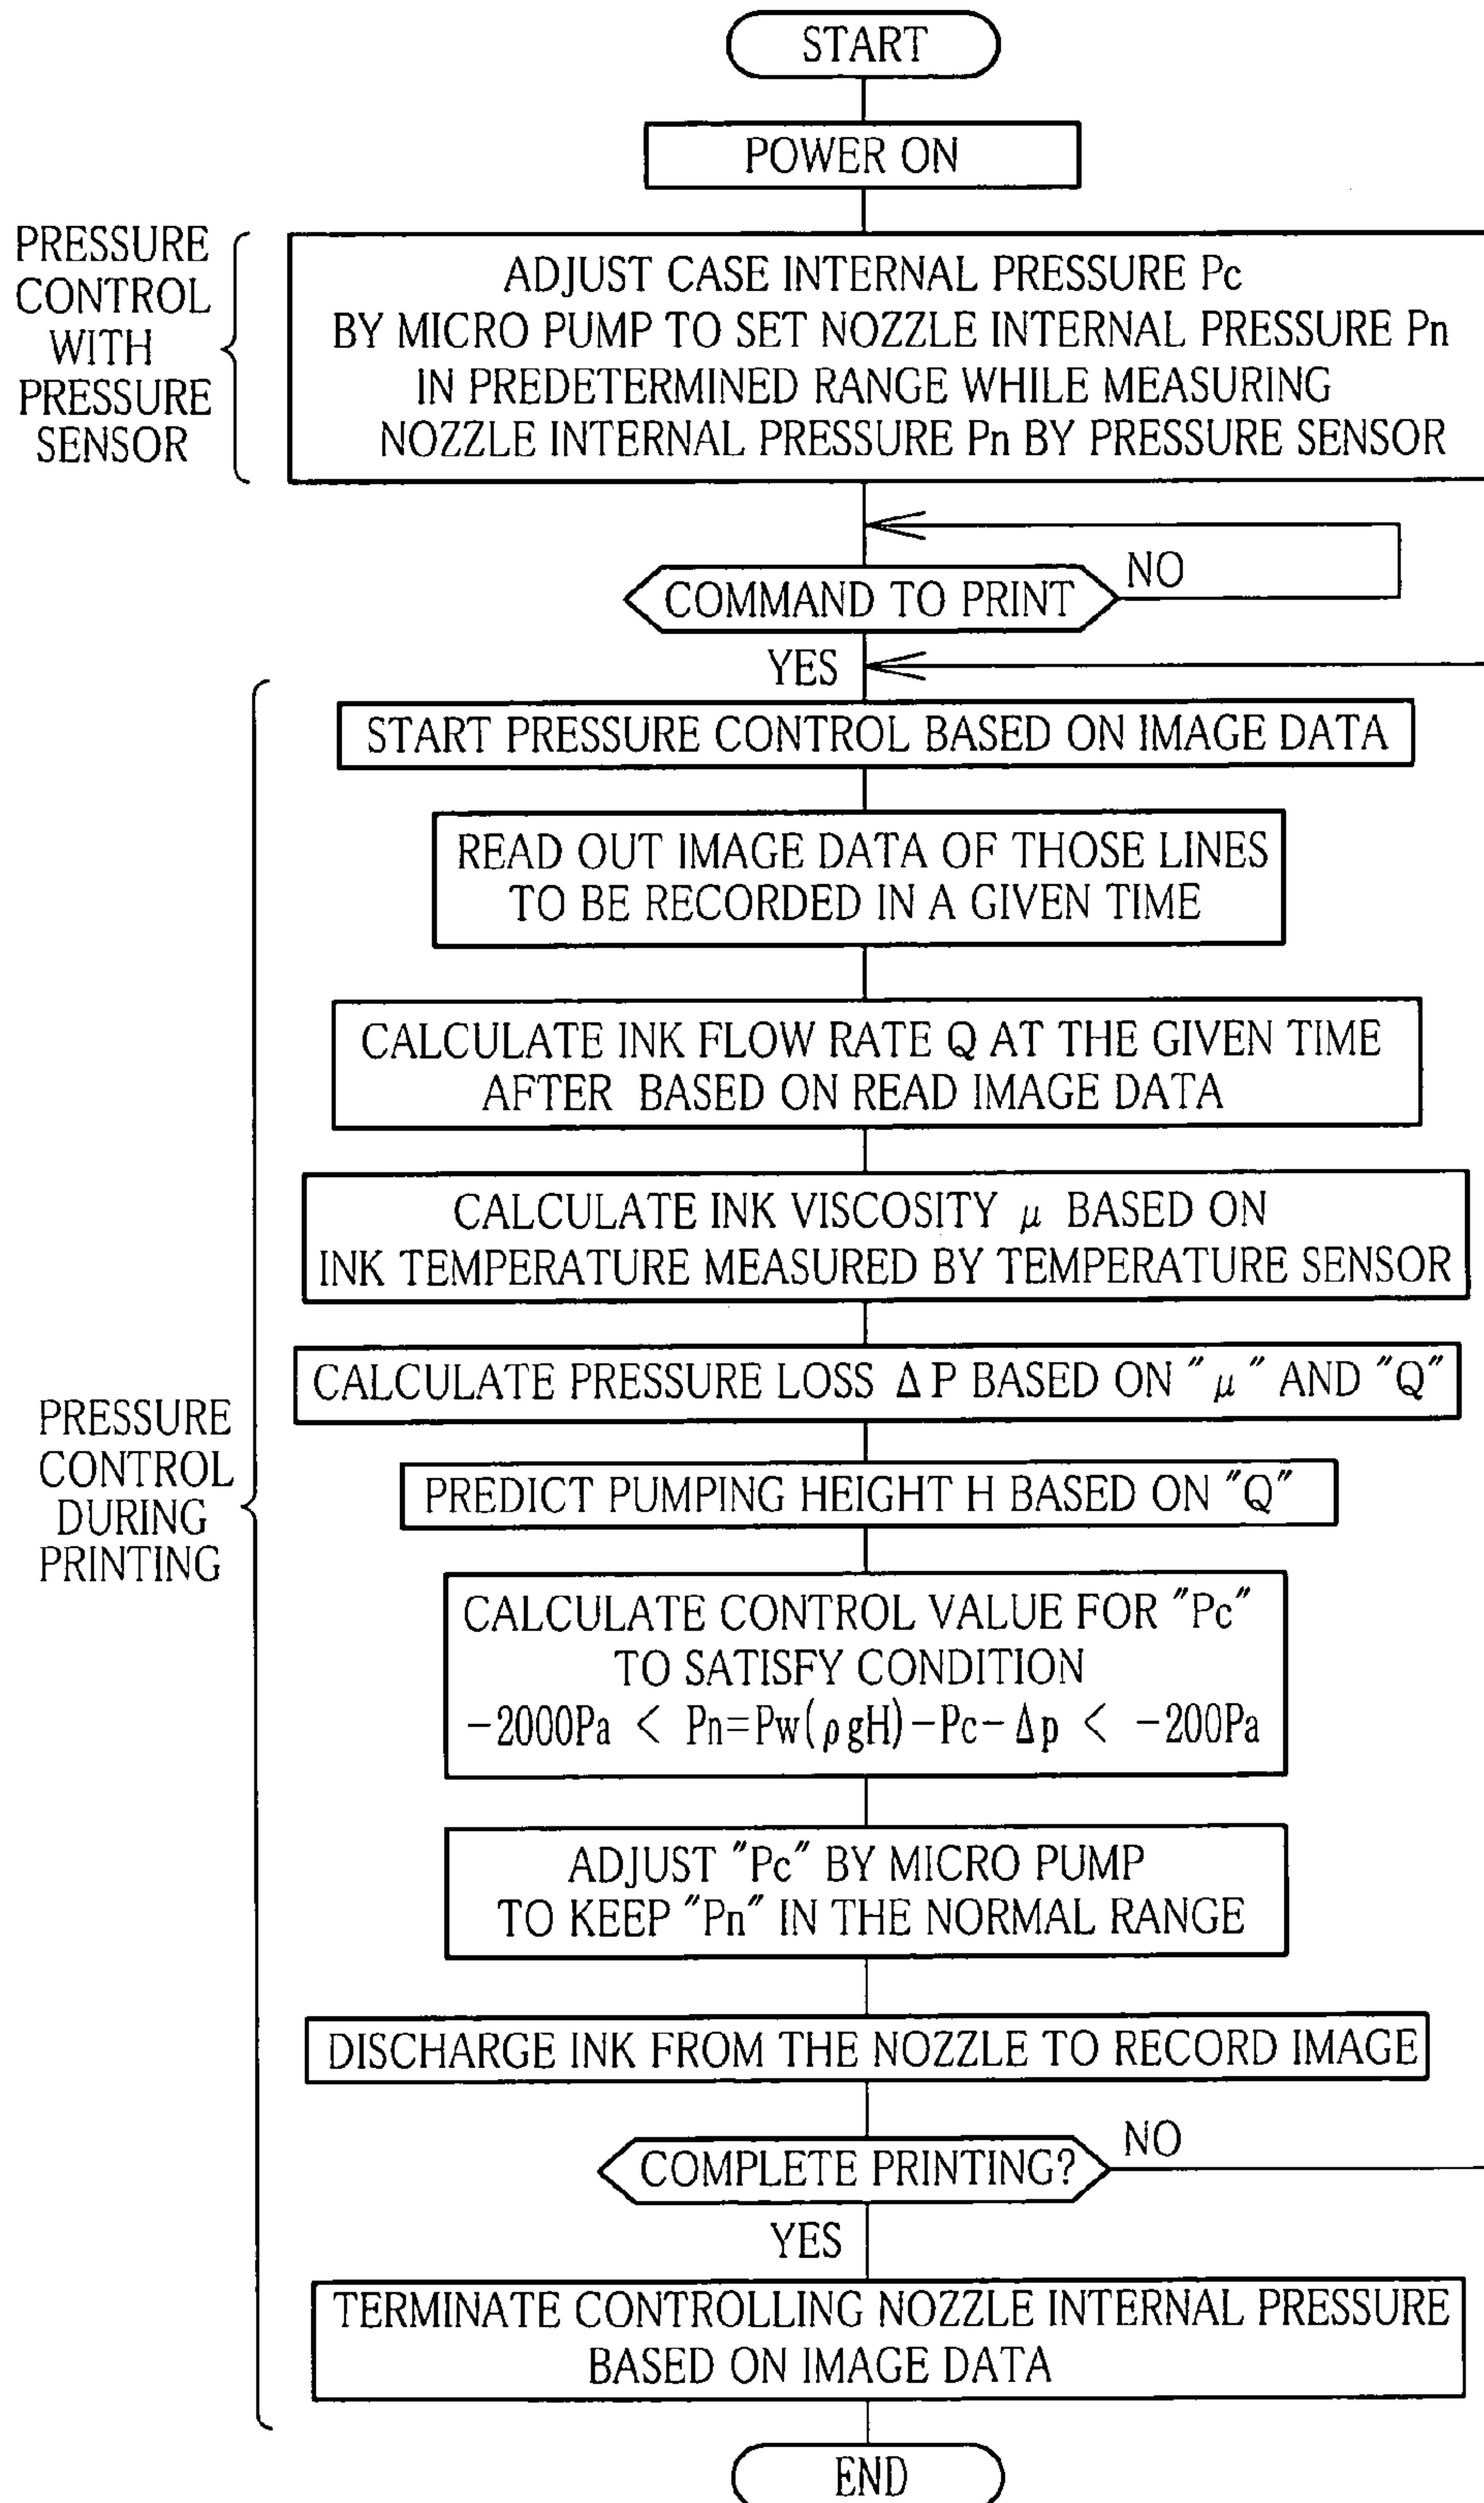 START
POWER ON
PRESSURE
CONTROL
WITH
PRESSURE
SENSOR
ADJUST CASE INTERNAL PRESSURE Pc
BY MICRO PUMP TO SET NOZZLE INTERNAL PRESSURE Pn
IN PREDETERMINED RANGE WHILE MEASURING
NOZZLE INTERNAL PRESSURE Pn BY PRESSURE SENSOR
COMMAND TO PRINT
NO
YES
PRESSURE
CONTROL
DURING
PRINTING
START PRESSURE CONTROL BASED ON IMAGE DATA
READ OUT IMAGE DATA OF THOSE LINES
TO BE RECORDED IN A GIVEN TIME
CALCULATE INK FLOW RATE Q AT THE GIVEN TIME
AFTER BASED ON READ IMAGE DATA
CALCULATE INK VISCOSITY μ BASED ON
INK TEMPERATURE MEASURED BY TEMPERATURE SENSOR
CALCULATE PRESSURE LOSS ΔP BASED ON "μ" AND "Q"
PREDICT PUMPING HEIGHT H BASED ON "Q"
CALCULATE CONTROL VALUE FOR "Pc"
TO SATISFY CONDITION
-2000Pa < Pn=Pw(ρgH)-Pc-Δp < -200Pa
ADJUST "Pc" BY MICRO PUMP
TO KEEP "Pn" IN THE NORMAL RANGE
DISCHARGE INK FROM THE NOZZLE TO RECORD IMAGE
COMPLETE PRINTING?
NO
YES
TERMINATE CONTROLLING NOZZLE INTERNAL PRESSURE
BASED ON IMAGE DATA
END